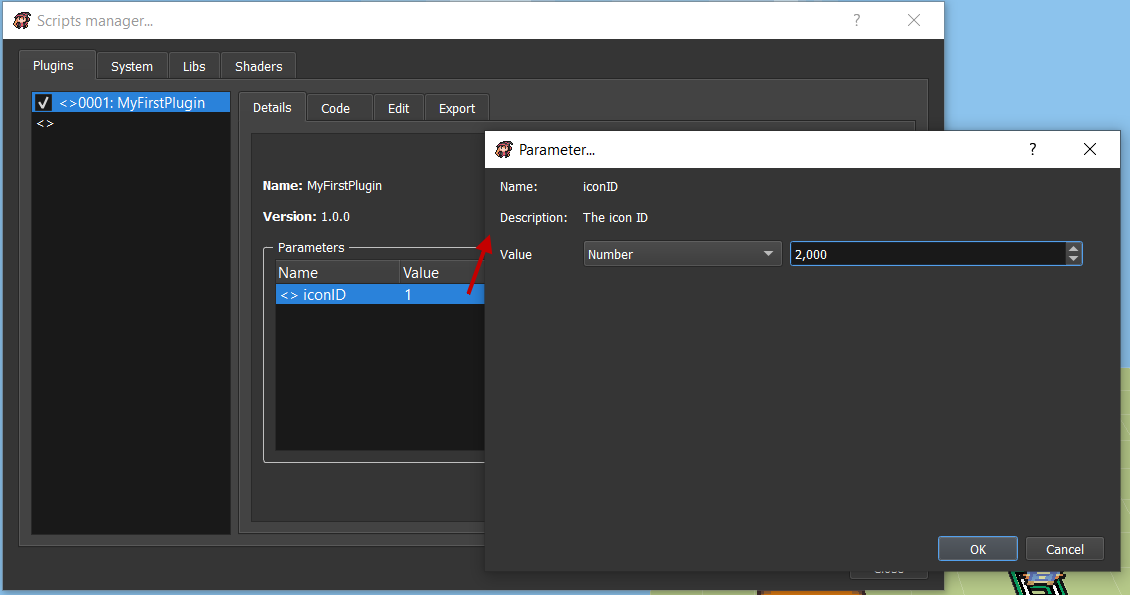 Scripts manager...
?
Plugins
System
Libs
Shaders
<>0001: MyFirstPlugin
<>
Details
Code
Edit
Export
Name: MyFirstPlugin
Version: 1.0.0
Parameters
Name
Value
<> iconID
1
Parameter...
?
Name: iconID
Description: The icon ID
Value
Number
2,000
OK
Cancel
Close